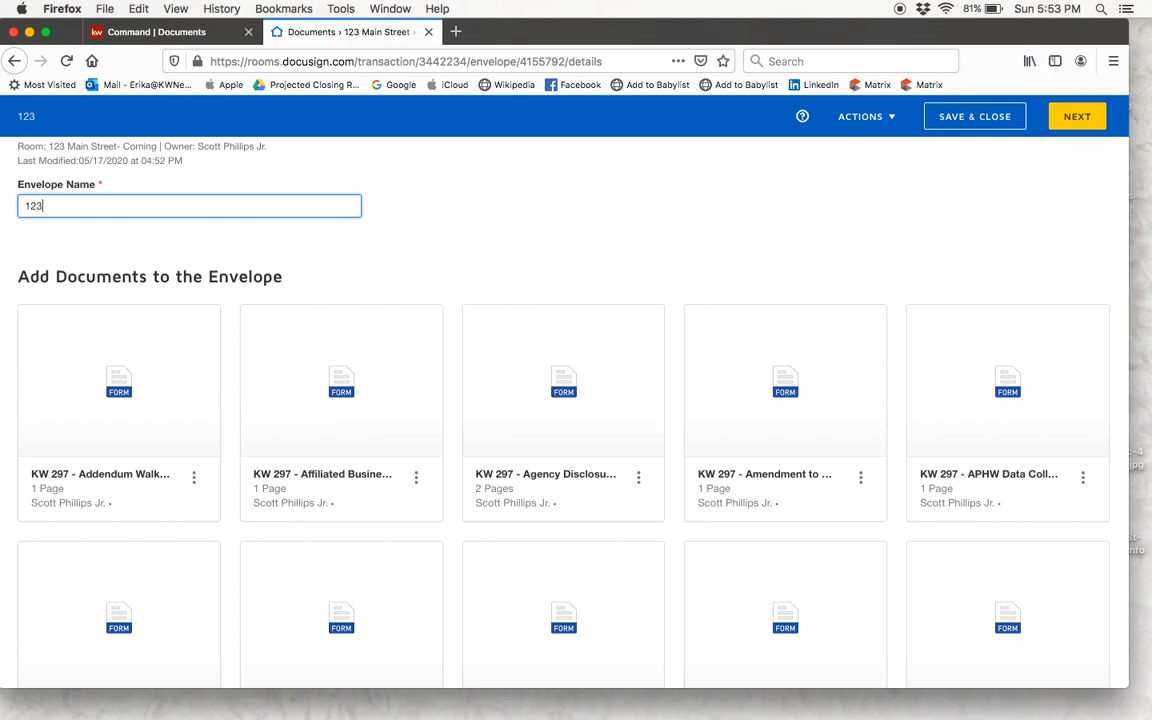 Firefox File Edit View History Bookmarks Tools Window Help 81% Sun 5:53 PM
kw Command | Documents Documents › 123 Main Street
https://rooms.docusign.com/transaction/3442234/envelope/4155792/details Search
Most Visited Mail - Erika@KWNe... Apple Projected Closing R... Google iCloud Wikipedia Facebook Add to Babylist Add to Babylist LinkedIn Matrix Matrix
123 ACTIONS SAVE & CLOSE NEXT
Room: 123 Main Street- Coming | Owner: Scott Phillips Jr.
Last Modified:05/17/2020 at 04:52 PM
Envelope Name *
123
Add Documents to the Envelope
FORM FORM FORM FORM FORM
KW 297 - Addendum Walk... KW 297 - Affiliated Busine... KW 297 - Agency Disclosu... KW 297 - Amendment to ... KW 297 - APHW Data Coll...
1 Page 1 Page 2 Pages 1 Page 1 Page
Scott Phillips Jr. • Scott Phillips Jr. • Scott Phillips Jr. • Scott Phillips Jr. • Scott Phillips Jr. •
FORM FORM FORM FORM FORM